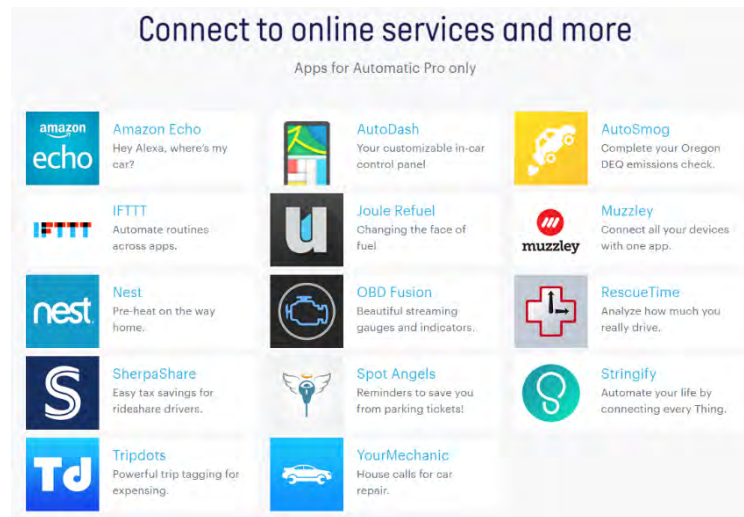 Connect to online services and more
Apps for Automatic Pro only
amazon
echo
Amazon Echo
Hey Alexa, where's my
car?
AutoDash
Your customizable in-car
control panel
AutoSmog
Complete your Oregon
DEQ emissions check.
IFTTT
IFTTT
Automate routines
across apps.
u
Joule Refuel
Changing the face of
fuel
muzzley
Muzzley
Connect all your devices
with one app.
nest
Nest
Pre-heat on the way
home.
OBD Fusion
Beautiful streaming
gauges and indicators.
RescueTime
Analyze how much you
really drive.
S
SherpaShare
Easy tax savings for
rideshare drivers.
Spot Angels
Reminders to save you
from parking tickets!
Stringify
Automate your life by
connecting every Thing.
Td
Tripdots
Powerful trip tagging for
expensing.
YourMechanic
House calls for car
repair.